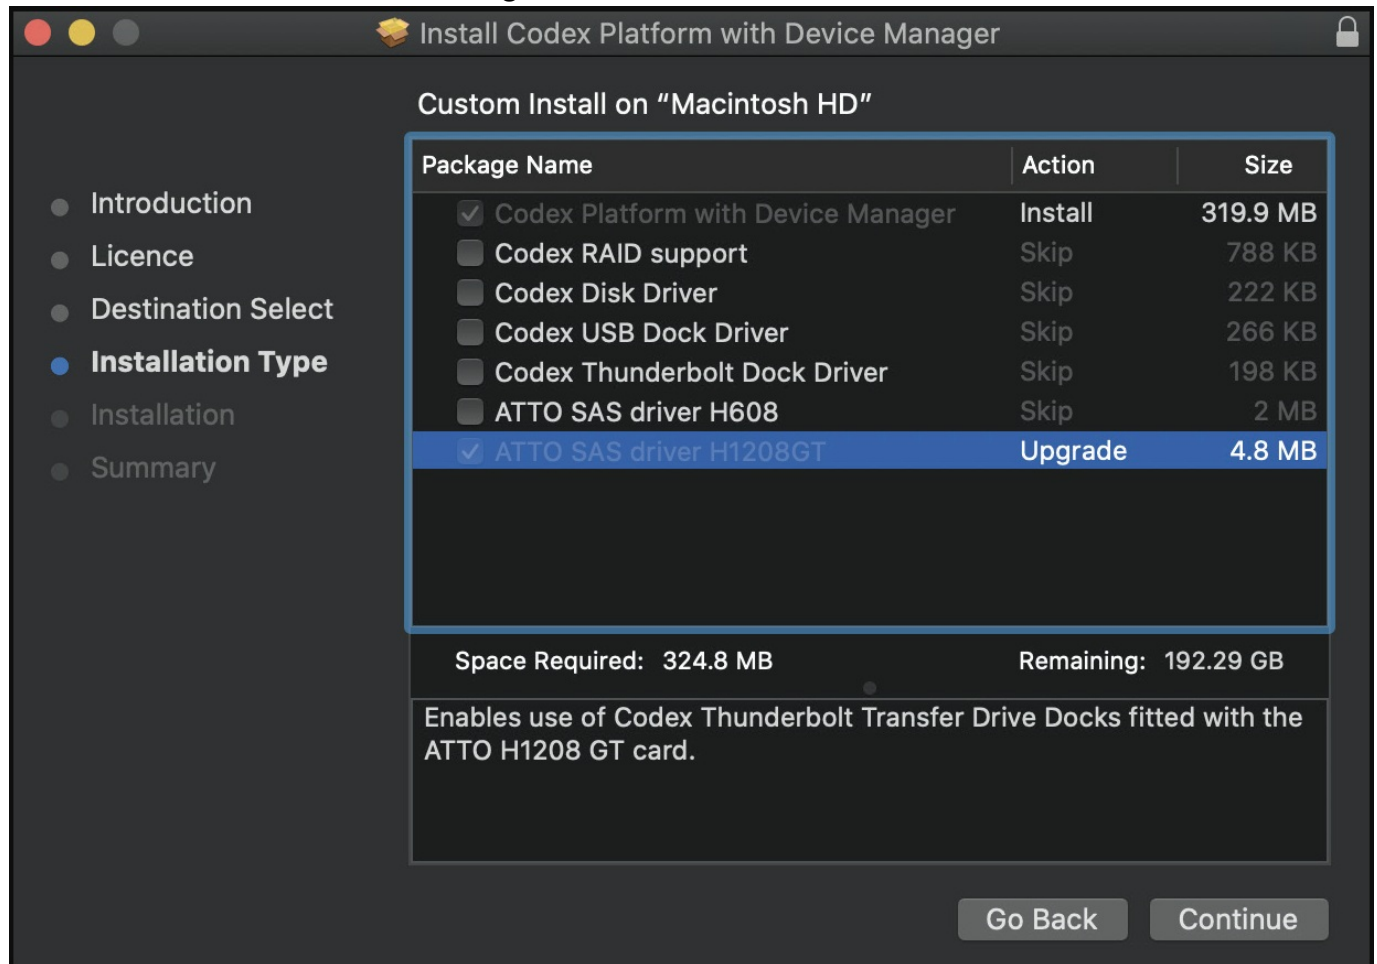 Install Codex Platform with Device Manager
Custom Install on “Macintosh HD”
Introduction
Licence
Destination Select
Installation Type
Installation
Summary
Package Name Action Size
Codex Platform with Device Manager Install 319.9 MB
Codex RAID support Skip 788 KB
Codex Disk Driver Skip 222 KB
Codex USB Dock Driver Skip 266 KB
Codex Thunderbolt Dock Driver Skip 198 KB
ATTO SAS driver H608 Skip 2 MB
ATTO SAS driver H1208GT Upgrade 4.8 MB
Space Required: 324.8 MB Remaining: 192.29 GB
Enables use of Codex Thunderbolt Transfer Drive Docks fitted with the
ATTO H1208 GT card.
Go Back Continue